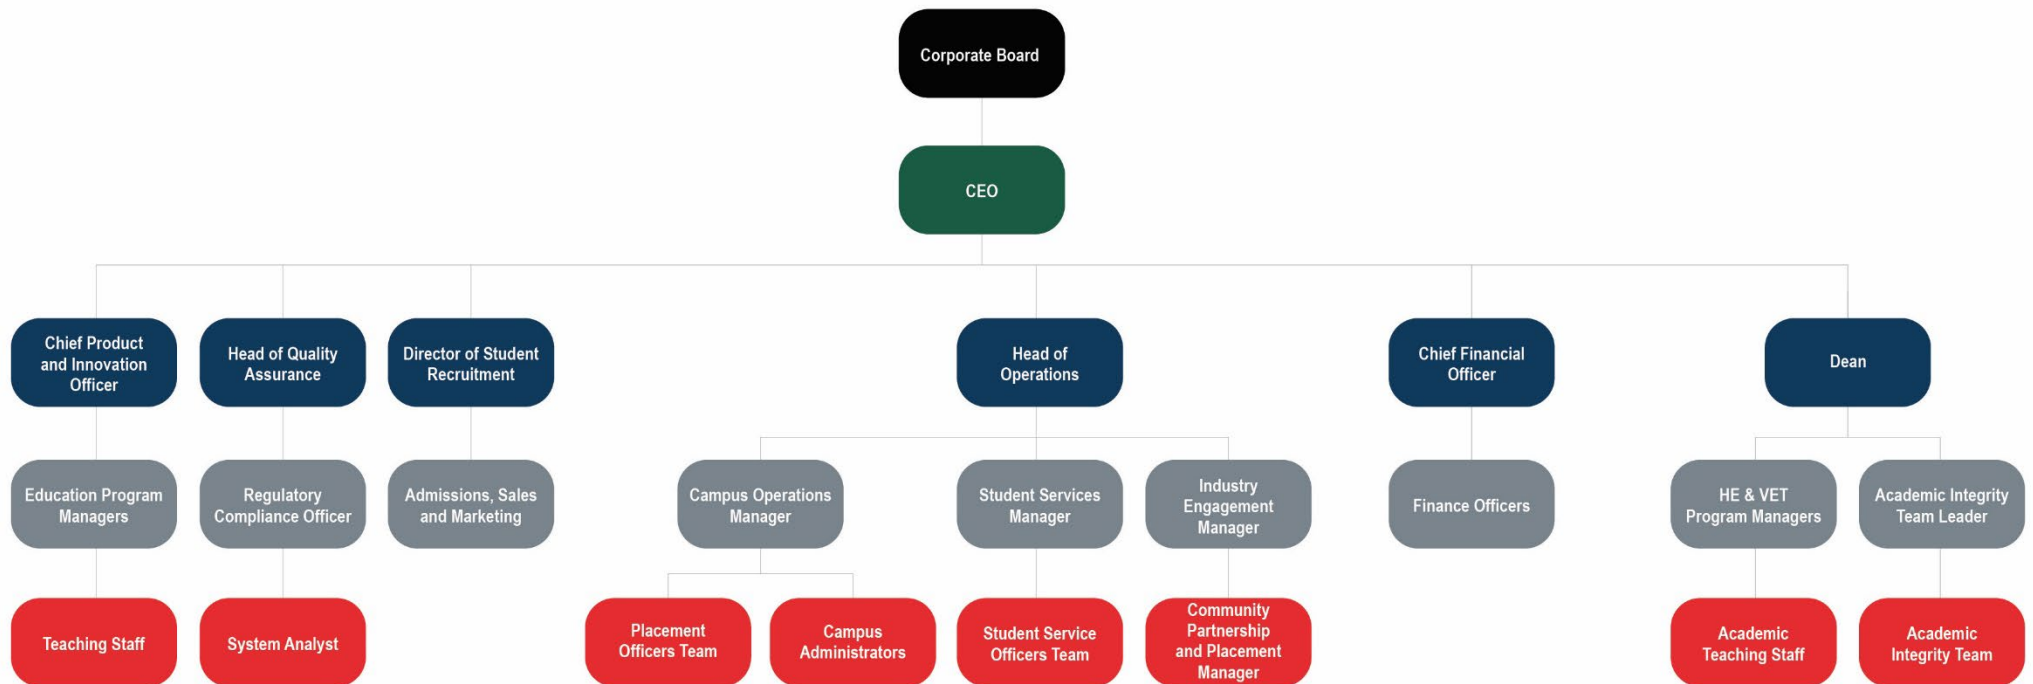 Corporate Board
CEO
Chief Product
and Innovation
Officer
Head of Quality
Assurance
Director of Student
Recruitment
Head of
Operations
Chief Financial
Officer
Dean
Education Program
Managers
Regulatory
Compliance Officer
Admissions, Sales
and Marketing
Campus Operations
Manager
Student Services
Manager
Industry
Engagement
Manager
Finance Officers
HE & VET
Program Managers
Academic Integrity
Team Leader
Teaching Staff
System Analyst
Placement
Officers Team
Campus
Administrators
Student Service
Officers Team
Community
Partnership
and Placement
Manager
Academic
Teaching Staff
Academic
Integrity Team